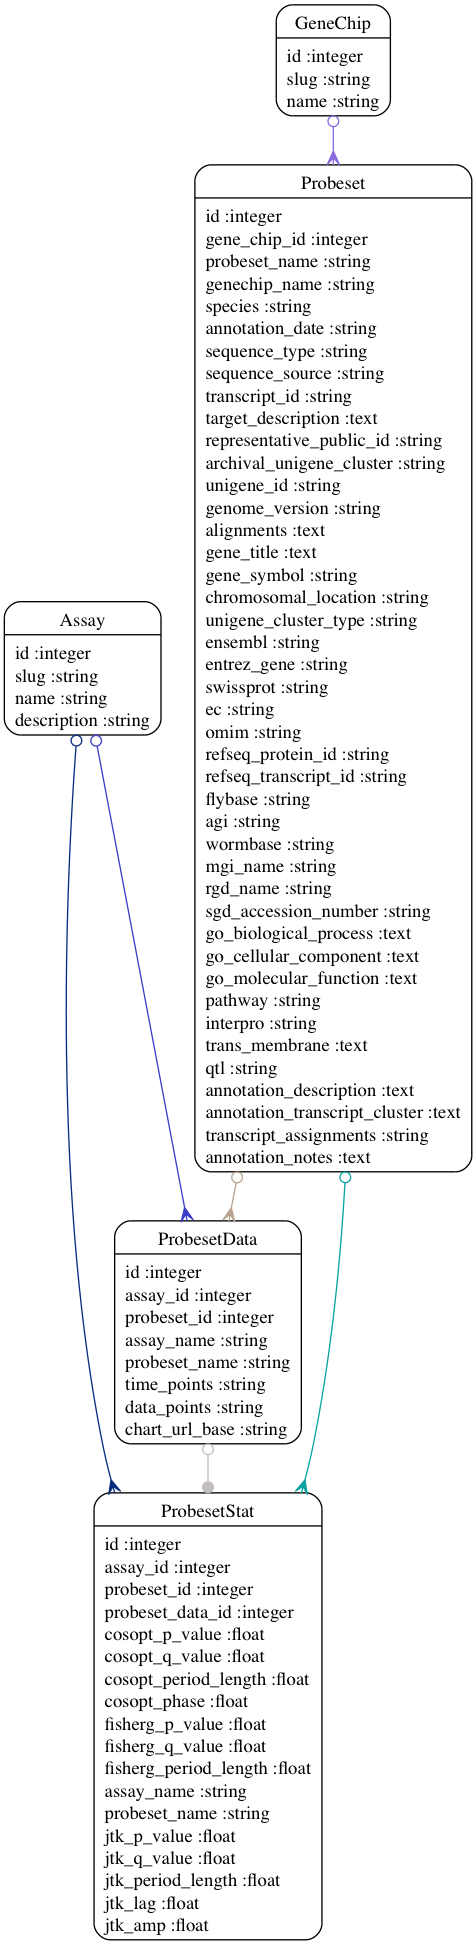 GeneChip
id :integer
slug :string
name :string
Probeset
id :integer
gene_chip_id :integer
probeset_name :string
genechip_name :string
species :string
annotation_date :string
sequence_type :string
sequence_source :string
transcript_id :string
target_description :text
representative_public_id :string
archival_unigene_cluster :string
unigene_id :string
genome_version :string
alignments :text
gene_title :text
gene_symbol :string
chromosomal_location :string
unigene_cluster_type :string
ensembl :string
entrez_gene :string
swissprot :string
ec :string
omim :string
refseq_protein_id :string
refseq_transcript_id :string
flybase :string
agi :string
wormbase :string
mgi_name :string
rgd_name :string
sgd_accession_number :string
go_biological_process :text
go_cellular_component :text
go_molecular_function :text
pathway :string
interpro :string
trans_membrane :text
qtl :string
annotation_description :text
annotation_transcript_cluster :text
transcript_assignments :string
annotation_notes :text
Assay
id :integer
slug :string
name :string
description :string
ProbesetData
id :integer
assay_id :integer
probeset_id :integer
assay_name :string
probeset_name :string
time_points :string
data_points :string
chart_url_base :string
ProbesetStat
id :integer
assay_id :integer
probeset_id :integer
probeset_data_id :integer
cosopt_p_value :float
cosopt_q_value :float
cosopt_period_length :float
cosopt_phase :float
fisherg_p_value :float
fisherg_q_value :float
fisherg_period_length :float
assay_name :string
probeset_name :string
jtk_p_value :float
jtk_q_value :float
jtk_period_length :float
jtk_lag :float
jtk_amp :float